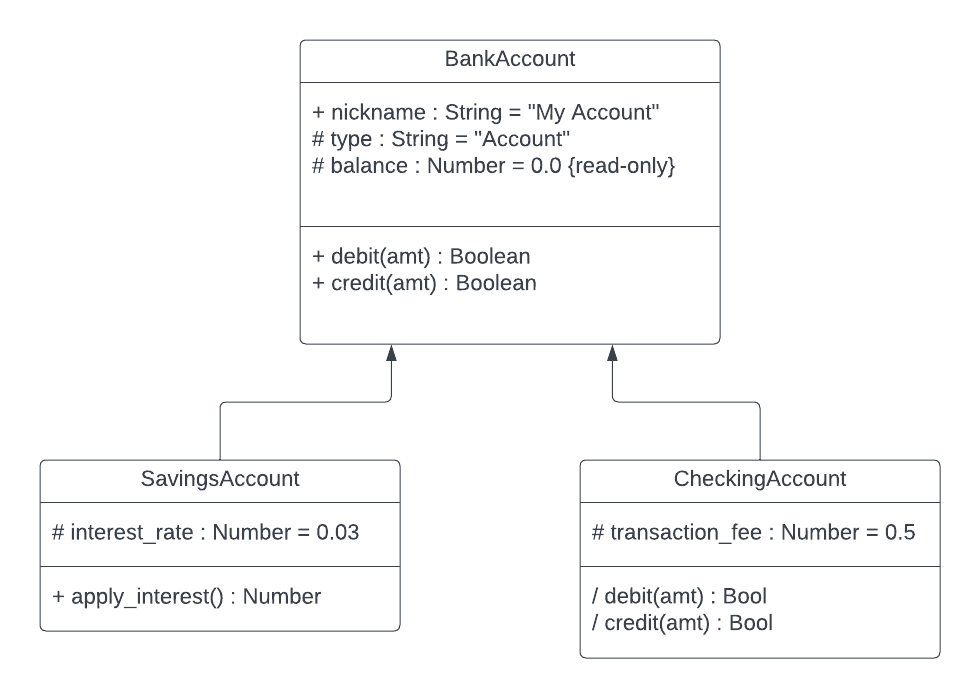 BankAccount
+ nickname : String = "My Account"
# type : String = "Account"
# balance : Number = 0.0 {read-only}
+ debit(amt) : Boolean
+ credit(amt) : Boolean
SavingsAccount
# interest_rate : Number = 0.03
+ apply_interest() : Number
CheckingAccount
# transaction_fee : Number = 0.5
/ debit(amt) : Bool
/ credit(amt) : Bool